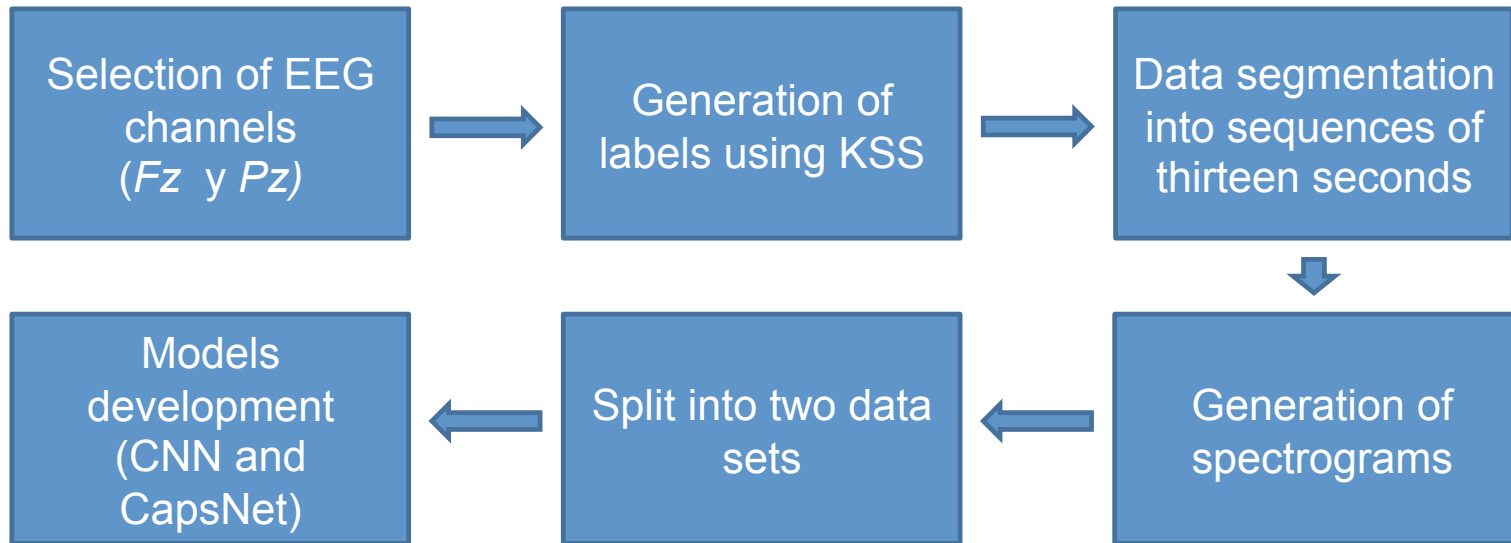 Selection of EEG
channels
(Fz y Pz)
Generation of
labels using KSS
Data segmentation
into sequences of
thirteen seconds
Generation of
spectrograms
Split into two data
sets
Models
development
(CNN and
CapsNet)